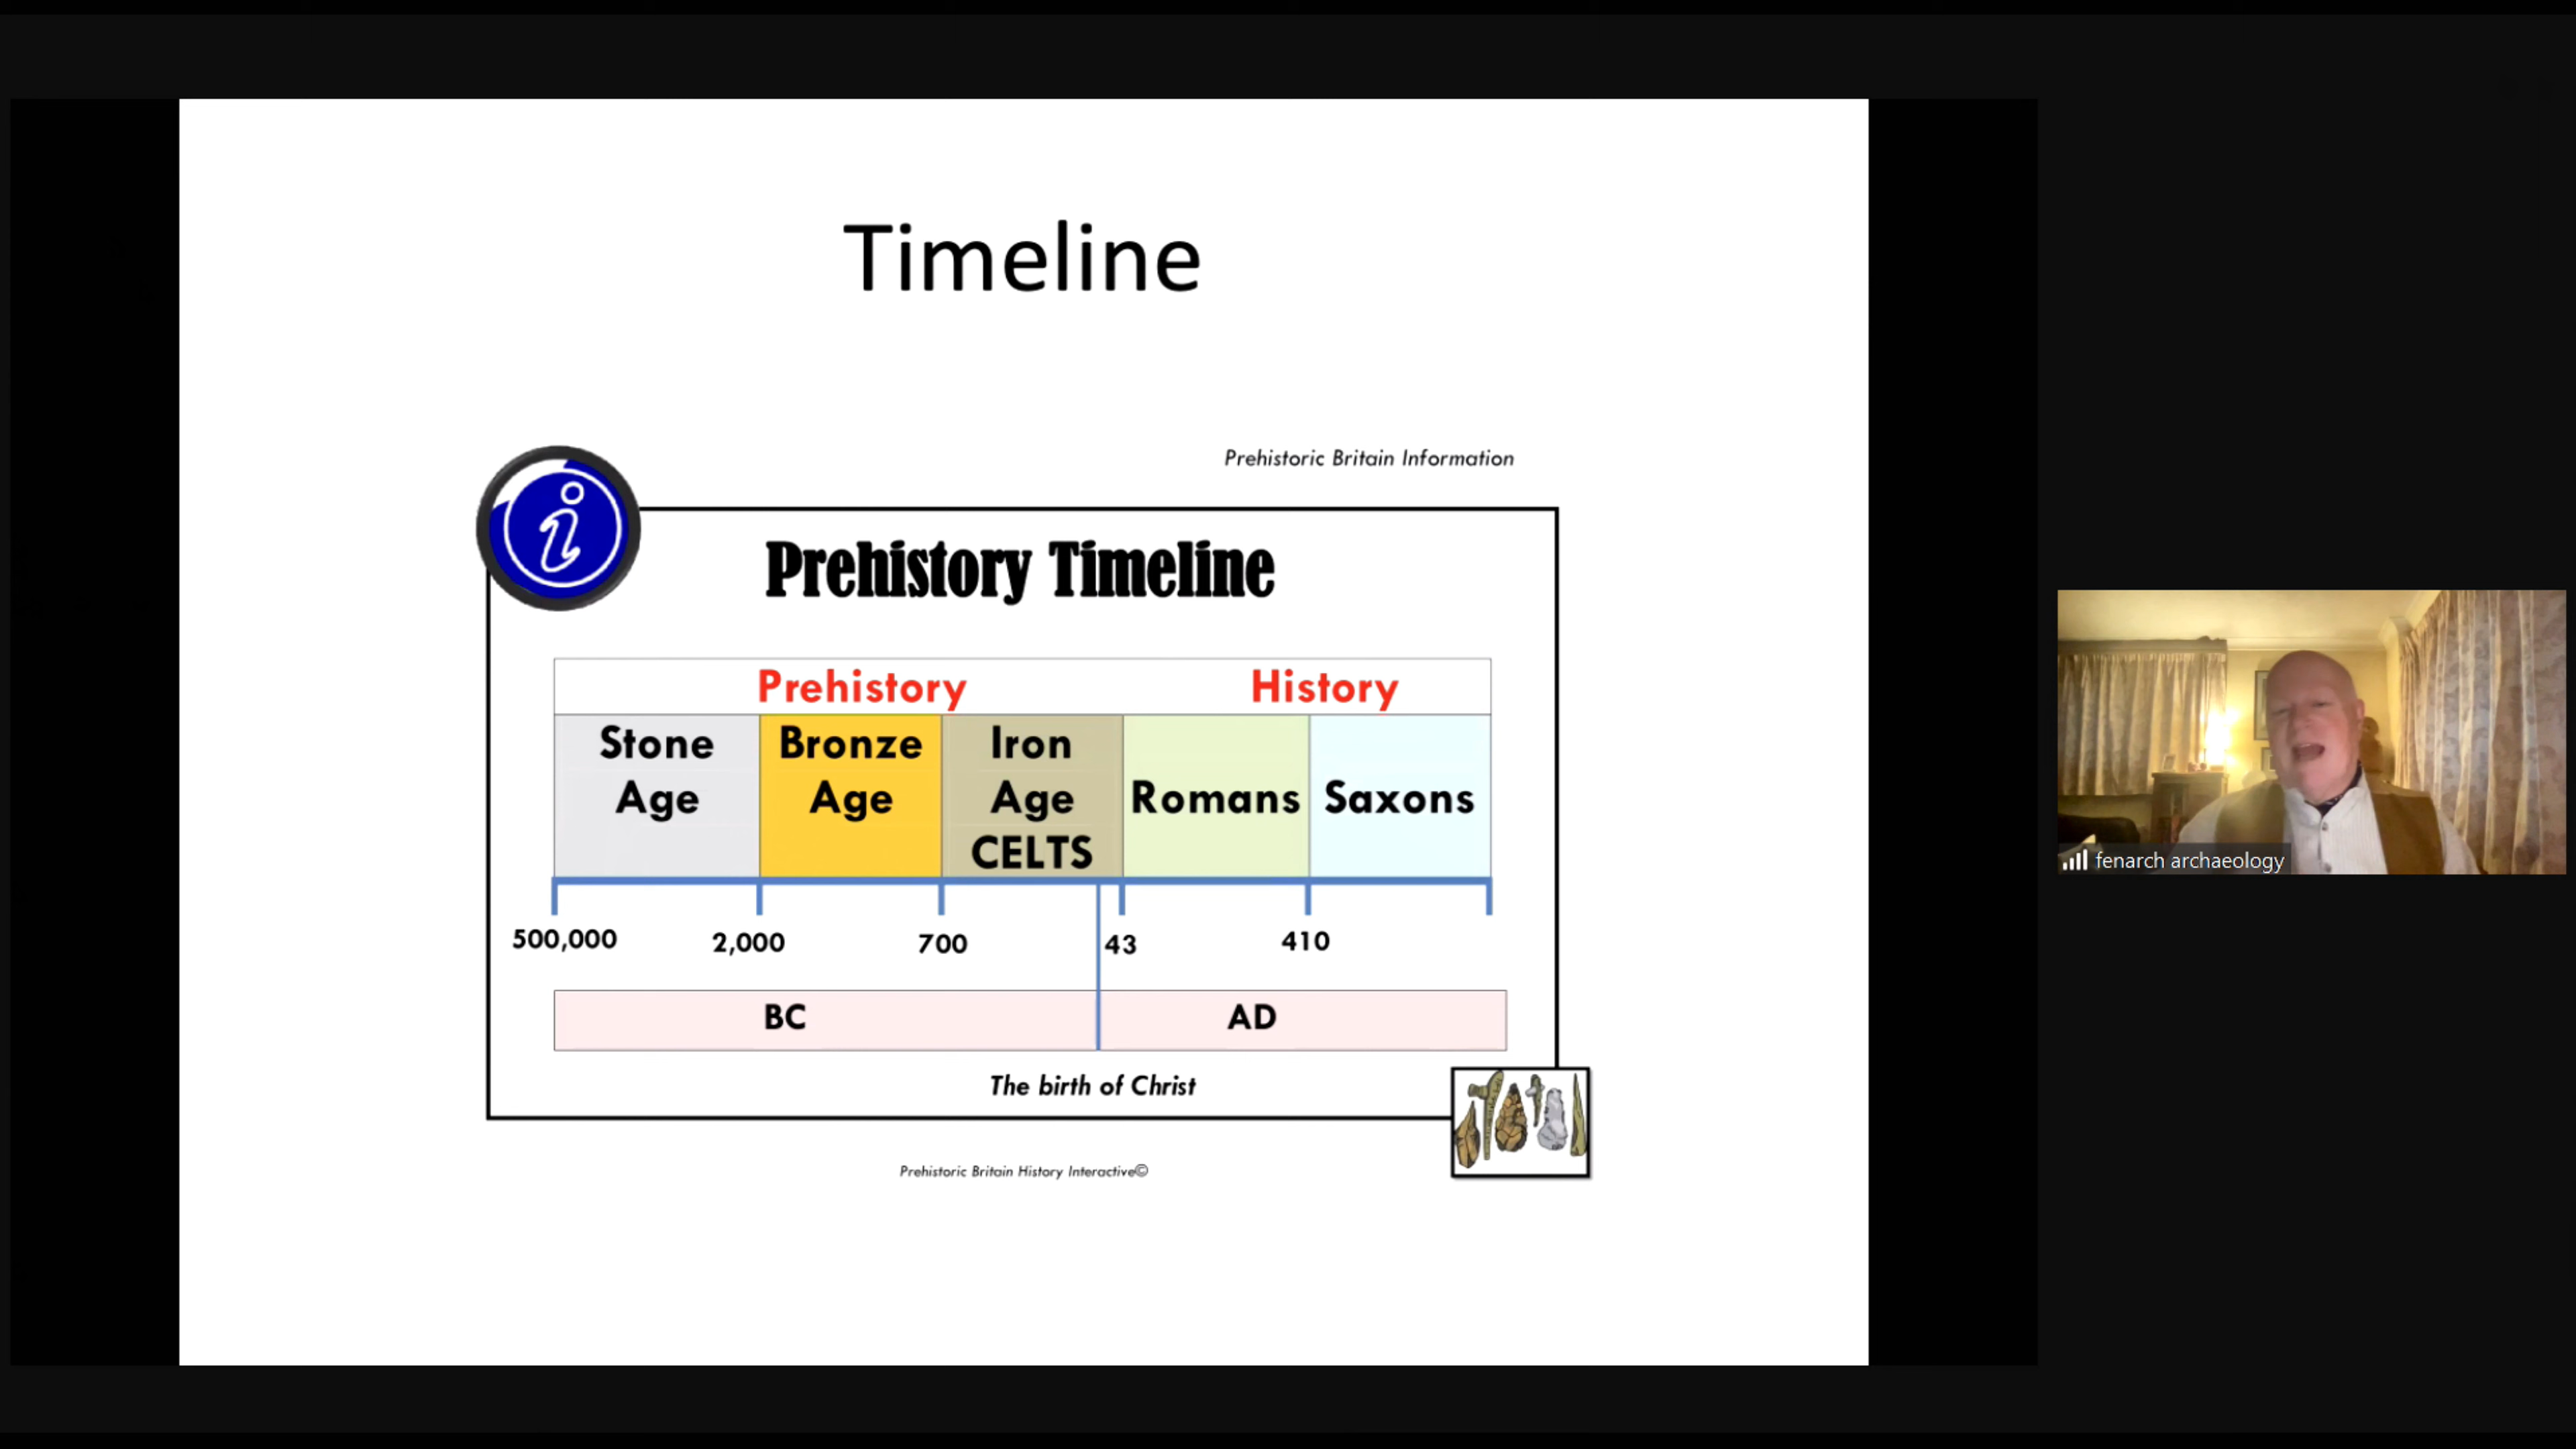 Timeline
Prehistoric Britain Information
i
Prehistory Timeline
Prehistory History
Stone Age
Bronze Age
Iron Age CELTS
Romans
Saxons
500,000 2,000 700 43 410
BC AD
The birth of Christ
Prehistoric Britain History Interactive©
fenarch archaeology